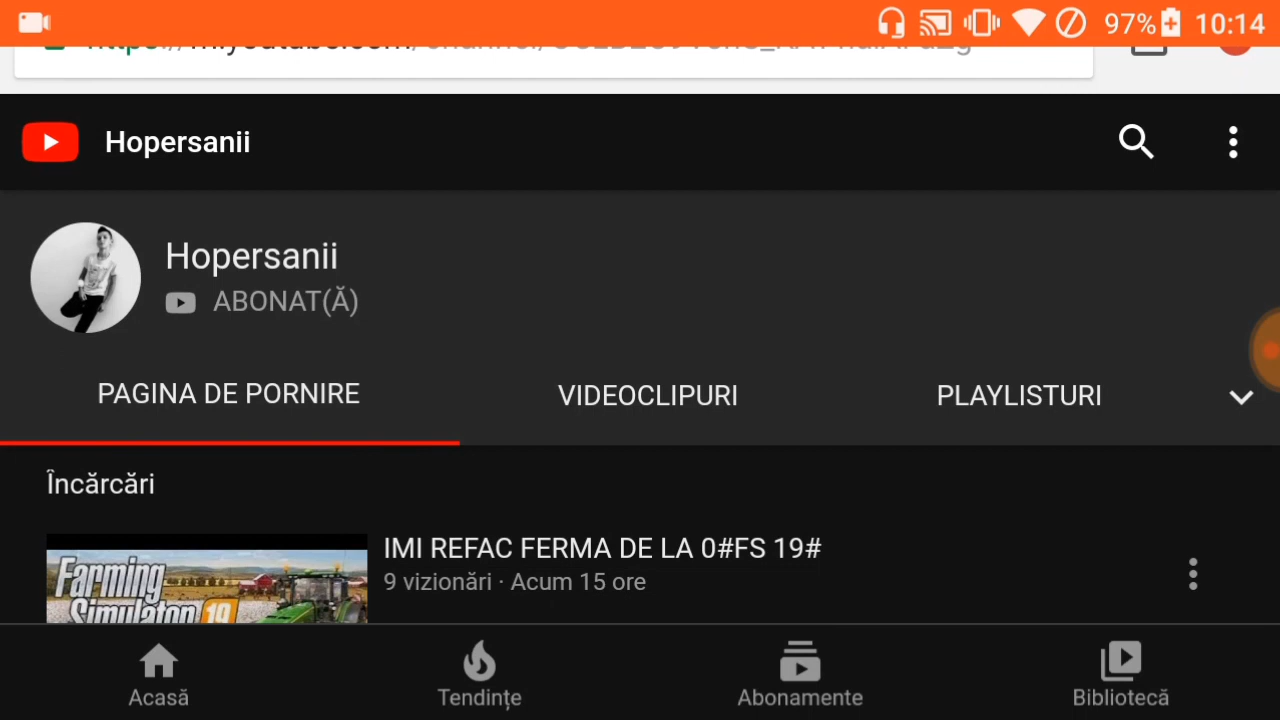 97% 10:14
Hopersanii
Hopersanii
ABONAT(Ă)
PAGINA DE PORNIRE VIDEOCLIPURI PLAYLISTURI
Încărcări
IMI REFAC FERMA DE LA 0#FS 19#
9 vizionări · Acum 15 ore
Farming
Simulator 19
Acasă Tendințe Abonamente Bibliotecă